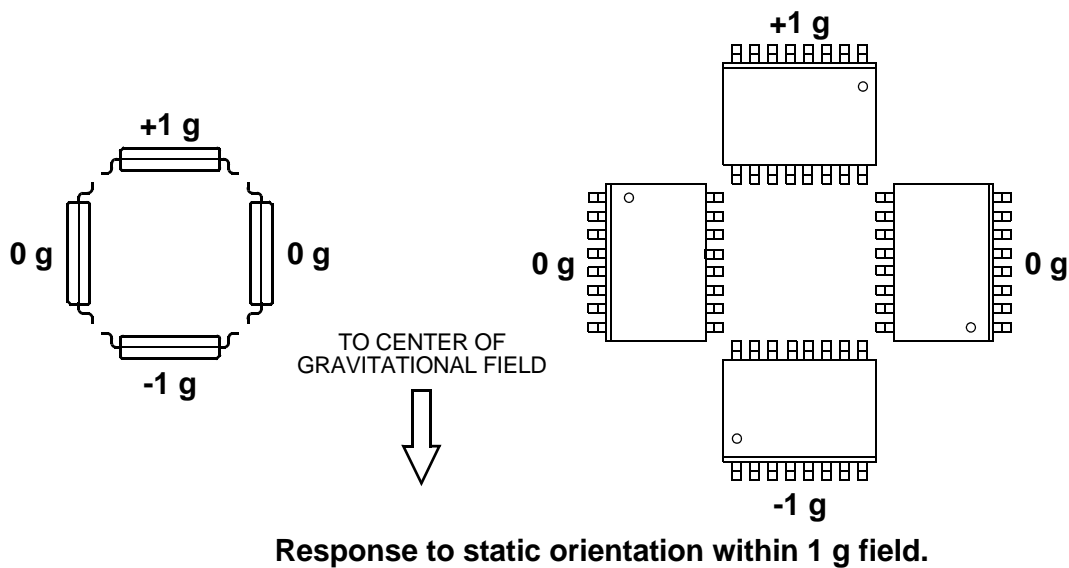 +1 g
+1 g
0 g
0 g
0 g
0 g
TO CENTER OF
GRAVITATIONAL FIELD
-1 g
-1 g
Response to static orientation within 1 g field.